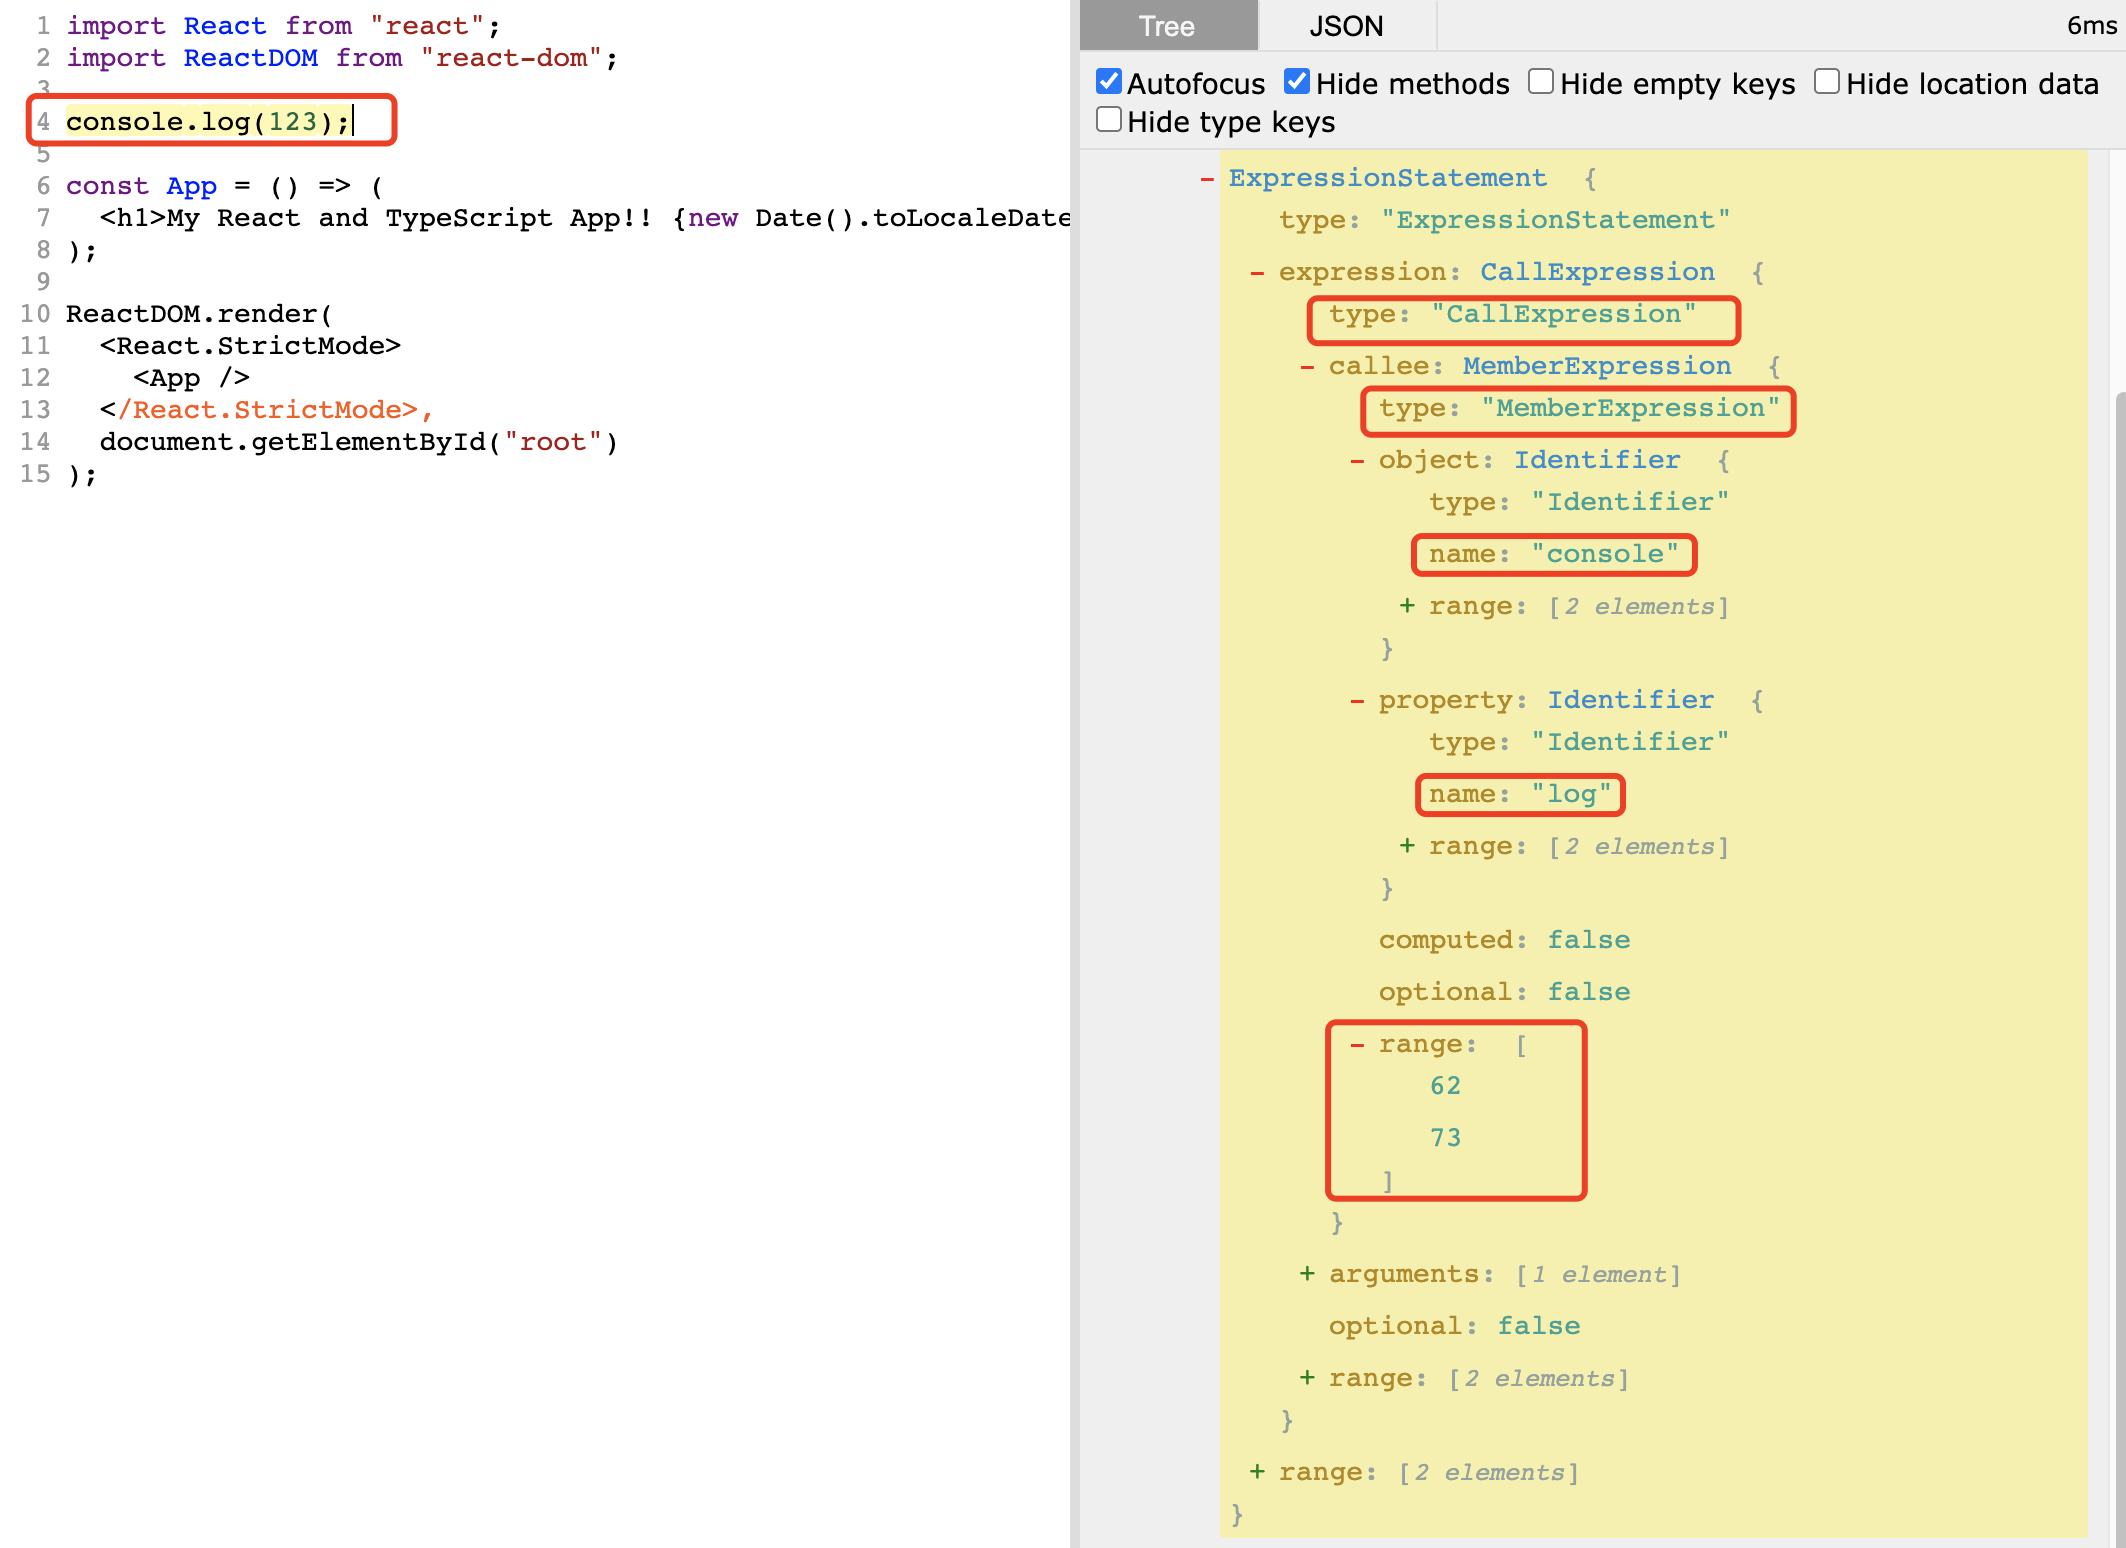 1 import React from "react";
2 import ReactDOM from "react-dom";
3
4 console.log(123);
5
6 const App = () => (
7   <h1>My React and TypeScript App!! {new Date().toLocaleDate
8 );
9
10 ReactDOM.render(
11   <React.StrictMode>
12     <App />
13   </React.StrictMode>,
14   document.getElementById("root")
15 );
Tree JSON 6ms
Autofocus Hide methods Hide empty keys Hide location data
Hide type keys
- ExpressionStatement {
type: "ExpressionStatement"
- expression: CallExpression {
type: "CallExpression"
- callee: MemberExpression {
type: "MemberExpression"
- object: Identifier {
type: "Identifier"
name: "console"
+ range: [2 elements]
}
- property: Identifier {
type: "Identifier"
name: "log"
+ range: [2 elements]
}
computed: false
optional: false
- range: [
62
73
]
}
+ arguments: [1 element]
optional: false
+ range: [2 elements]
}
+ range: [2 elements]
}